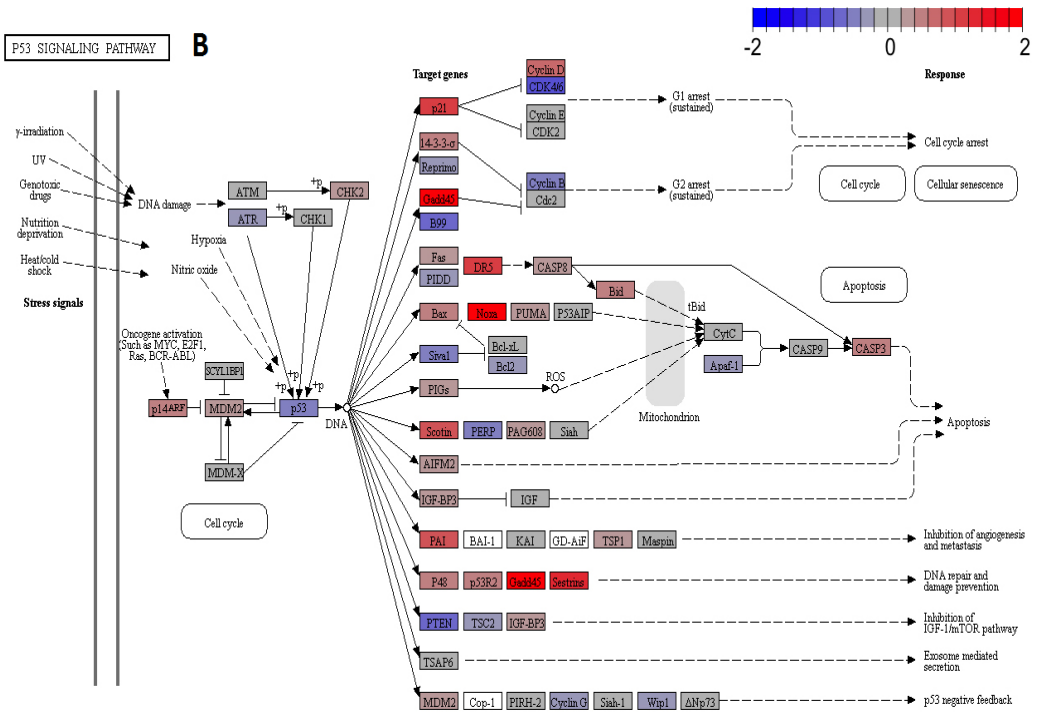 P53 SIGNALING PATHWAY
B
-2
0
2
Target genes
Response
γ-irradiation
UV
Genotoxic
drugs
Nutrition
deprivation
Heat/cold
shock
Stress signals
DNA damage
ATM
+p
CHK2
ATR
+p
CHK1
Hypoxia
Nitric oxide
Oncogene activation
(Such as MYC, E2F1,
Ras, BCR-ABL)
SCYL1BP1
p14ARF
MDM2
+p
+p
+p
p53
DNA
MDM-X
Cell cycle
p21
Cyclin D
CDK4/6
Cyclin E
CDK2
G1 arrest
(sustained)
14-3-3-σ
Reprimo
Gadd45
B99
Cyclin B
Cdc2
G2 arrest
(sustained)
Cell cycle arrest
Cell cycle
Cellular senescence
Fas
PIDD
DR5
CASP8
Bid
tBid
Apoptosis
Bax
Noxa
PUMA
P53AIP
Bcl-xL
Bcl2
Siva1
CytC
Apaf-1
CASP9
CASP3
PIGs
ROS
Mitochondrion
Scotin
PERP
PAG608
Siah
Apoptosis
AIFM2
IGF-BP3
IGF
PAI
BAI-1
KAI
GD-AiF
TSP1
Maspin
Inhibition of angiogenesis
and metastasis
P48
p53R2
Gadd45
Sestrins
DNA repair and
damage prevention
PTEN
TSC2
IGF-BP3
Inhibition of
IGF-1/mTOR pathway
TSAP6
Exosome mediated
secretion
MDM2
Cop-1
PIRH-2
Cyclin G
Siah-1
Wip1
ΔNp73
p53 negative feedback